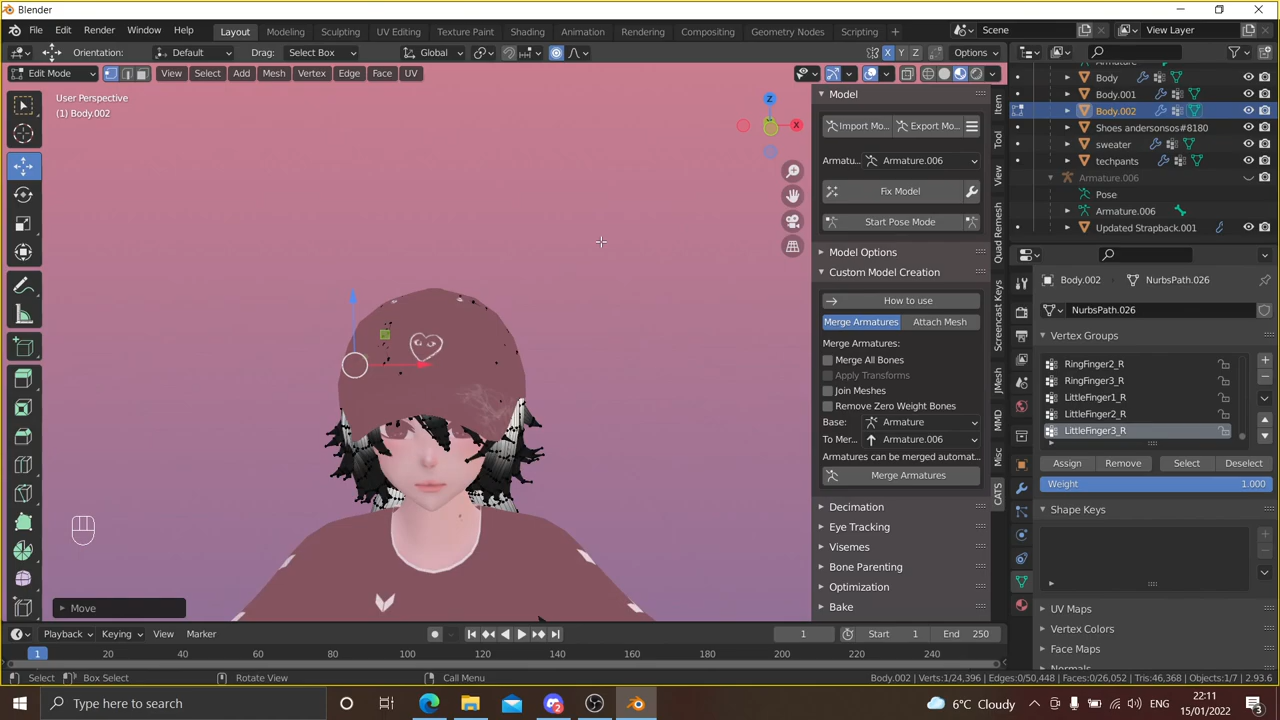 Blender
File Edit Render Window Help Layout Modeling Sculpting UV Editing Texture Paint Shading Animation Rendering Compositing Geometry Nodes Scripting + Scene View Layer
Orientation: Default Drag: Select Box Global X Y Z Options
Edit Mode View Select Add Mesh Vertex Edge Face UV
User Perspective
(1) Body.002
Z
X
Move
Model
Import Mo... Export Mo...
Armatu... Armature.006
Fix Model
Start Pose Mode
Model Options
Custom Model Creation
How to use
Merge Armatures Attach Mesh
Merge Armatures:
Merge All Bones
Apply Transforms
Join Meshes
Remove Zero Weight Bones
Base: Armature
To Mer... Armature.006
Armatures can be merged automat...
Merge Armatures
Decimation
Eye Tracking
Visemes
Bone Parenting
Optimization
Bake
Item
Tool
View
Quad Remesh
Screencast Keys
JMesh
MMD
Misc
CATS
Body
Body.001
Body.002
Shoes andersonsos#8180
sweater
techpants
Armature.006
Pose
Armature.006
Updated Strapback.001
Body.002 NurbsPath.026
NurbsPath.026
Vertex Groups
RingFinger2_R
RingFinger3_R
LittleFinger1_R
LittleFinger2_R
LittleFinger3_R
Assign Remove Select Deselect
Weight 1.000
Shape Keys
UV Maps
Vertex Colors
Face Maps
Normals
Playback Keying View Marker 1 Start 1 End 250
1 20 40 60 80 100 120 140 160 180 200 220 240
Select Box Select Rotate View Call Menu Body.002 | Verts:1/24,396 | Edges:0/50,448 | Faces:0/26,052 | Tris:46,368 | Objects:1/7 | 2.93.6
Type here to search 6°C Cloudy ENG 22:11
15/01/2022